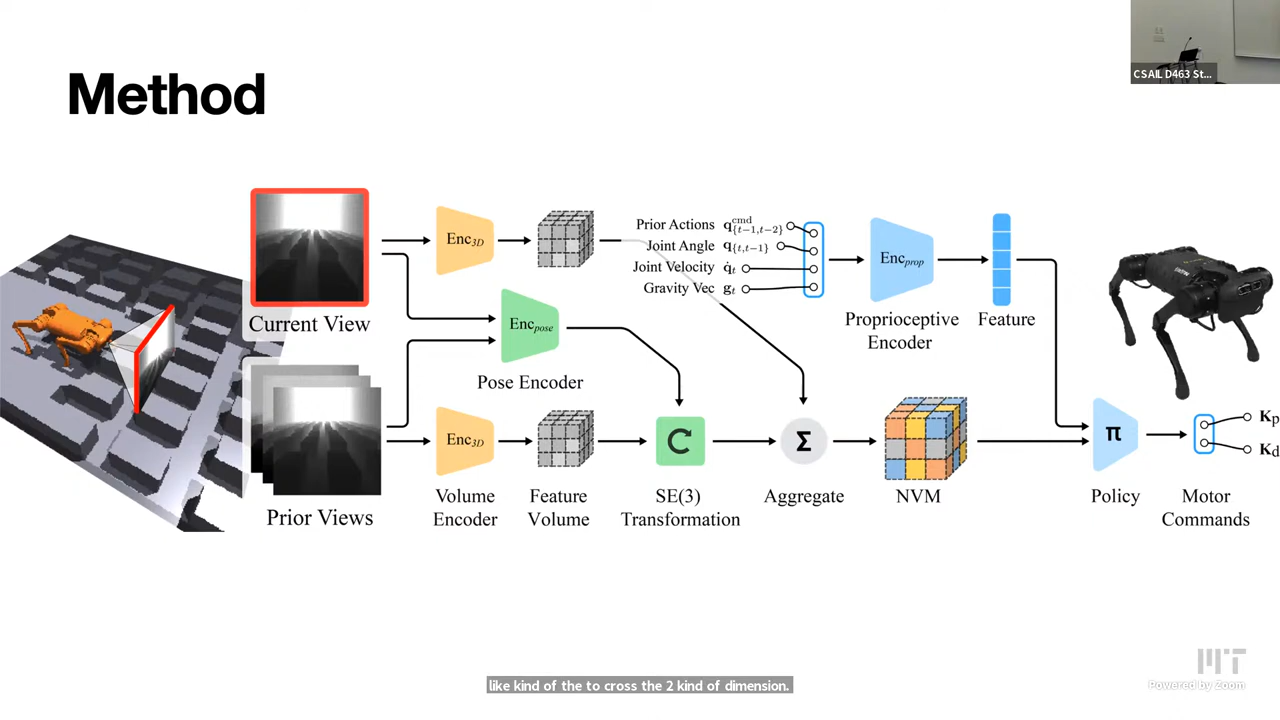 Method
CSAIL D463 St...
Current View
Enc3D
Prior Actions q^cmd_{t−1,t−2}
Joint Angle q_{t,t−1}
Joint Velocity q̇_t
Gravity Vec g_t
Enc_prop
Proprioceptive
Encoder
Feature
Enc_pose
Pose Encoder
Prior Views
Enc3D
Volume
Encoder
Feature
Volume
SE(3)
Transformation
Σ
Aggregate
NVM
π
Policy
K_p
K_d
Motor
Commands
MIT
Powered by Zoom
like kind of the to cross the 2 kind of dimension.